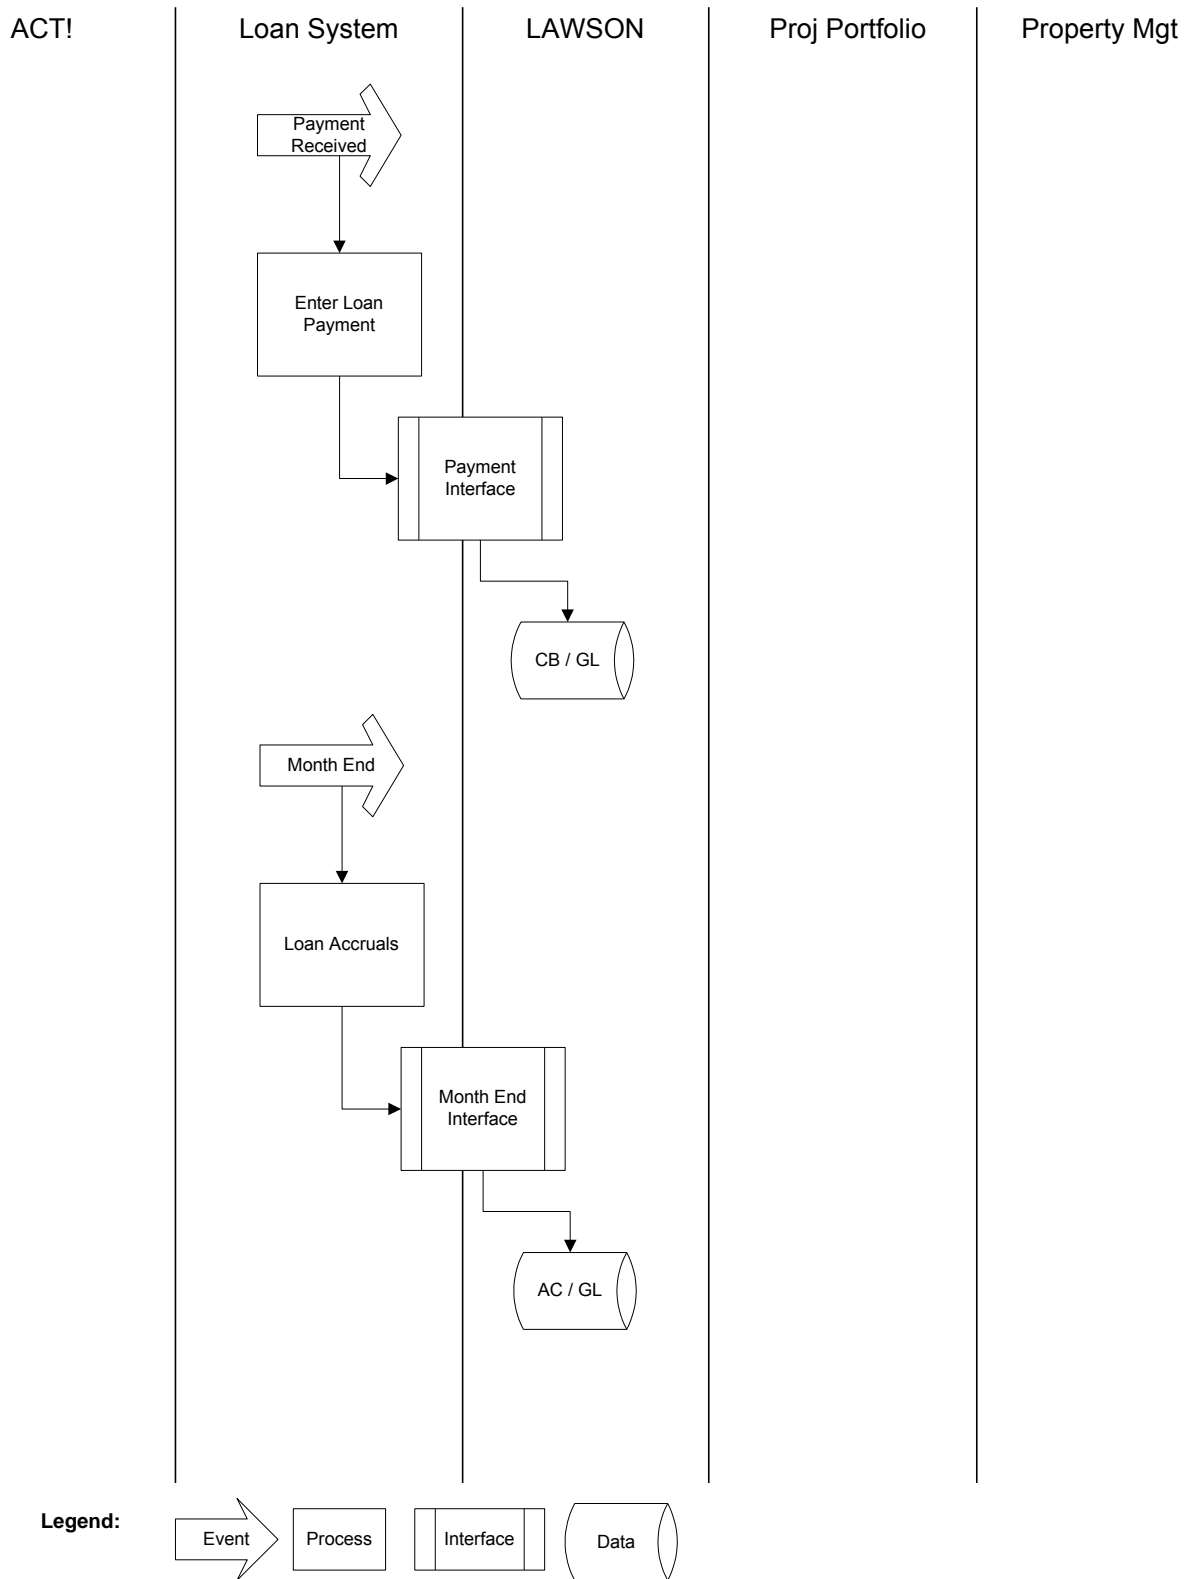 ACT!
Loan System
LAWSON
Proj Portfolio
Property Mgt
Payment
Received
Enter Loan
Payment
Payment
Interface
CB / GL
Month End
Loan Accruals
Month End
Interface
AC / GL
Legend:
Event
Process
Interface
Data